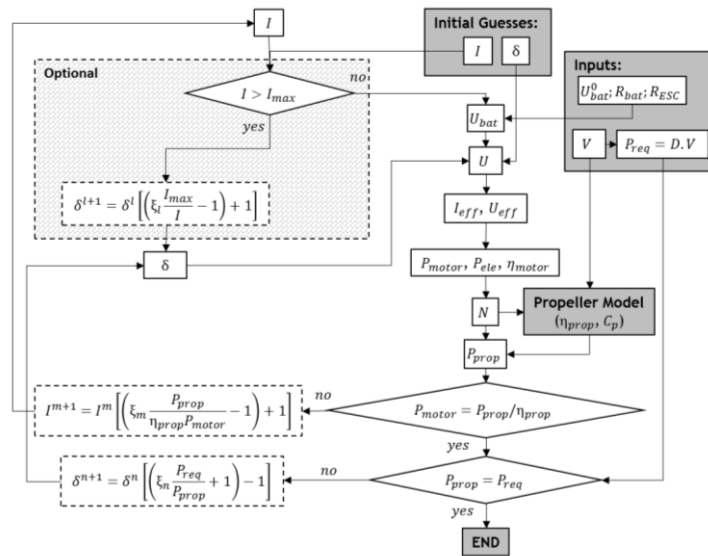 I
Initial Guesses:
I
δ
Optional
I > I_max
no
yes
Inputs:
U⁰_bat; R_bat; R_ESC
V
P_req = D.V
U_bat
U
δ^{l+1} = δ^l [(ξ_l I_max/I − 1) + 1]
δ
I_eff, U_eff
P_motor, P_ele, η_motor
N
Propeller Model
(η_prop, C_p)
P_prop
I^{m+1} = I^m [(ξ_m P_prop/(η_prop P_motor) − 1) + 1]
no
P_motor = P_prop/η_prop
yes
δ^{n+1} = δ^n [(ξ_n P_req/P_prop + 1) − 1]
no
P_prop = P_req
yes
END